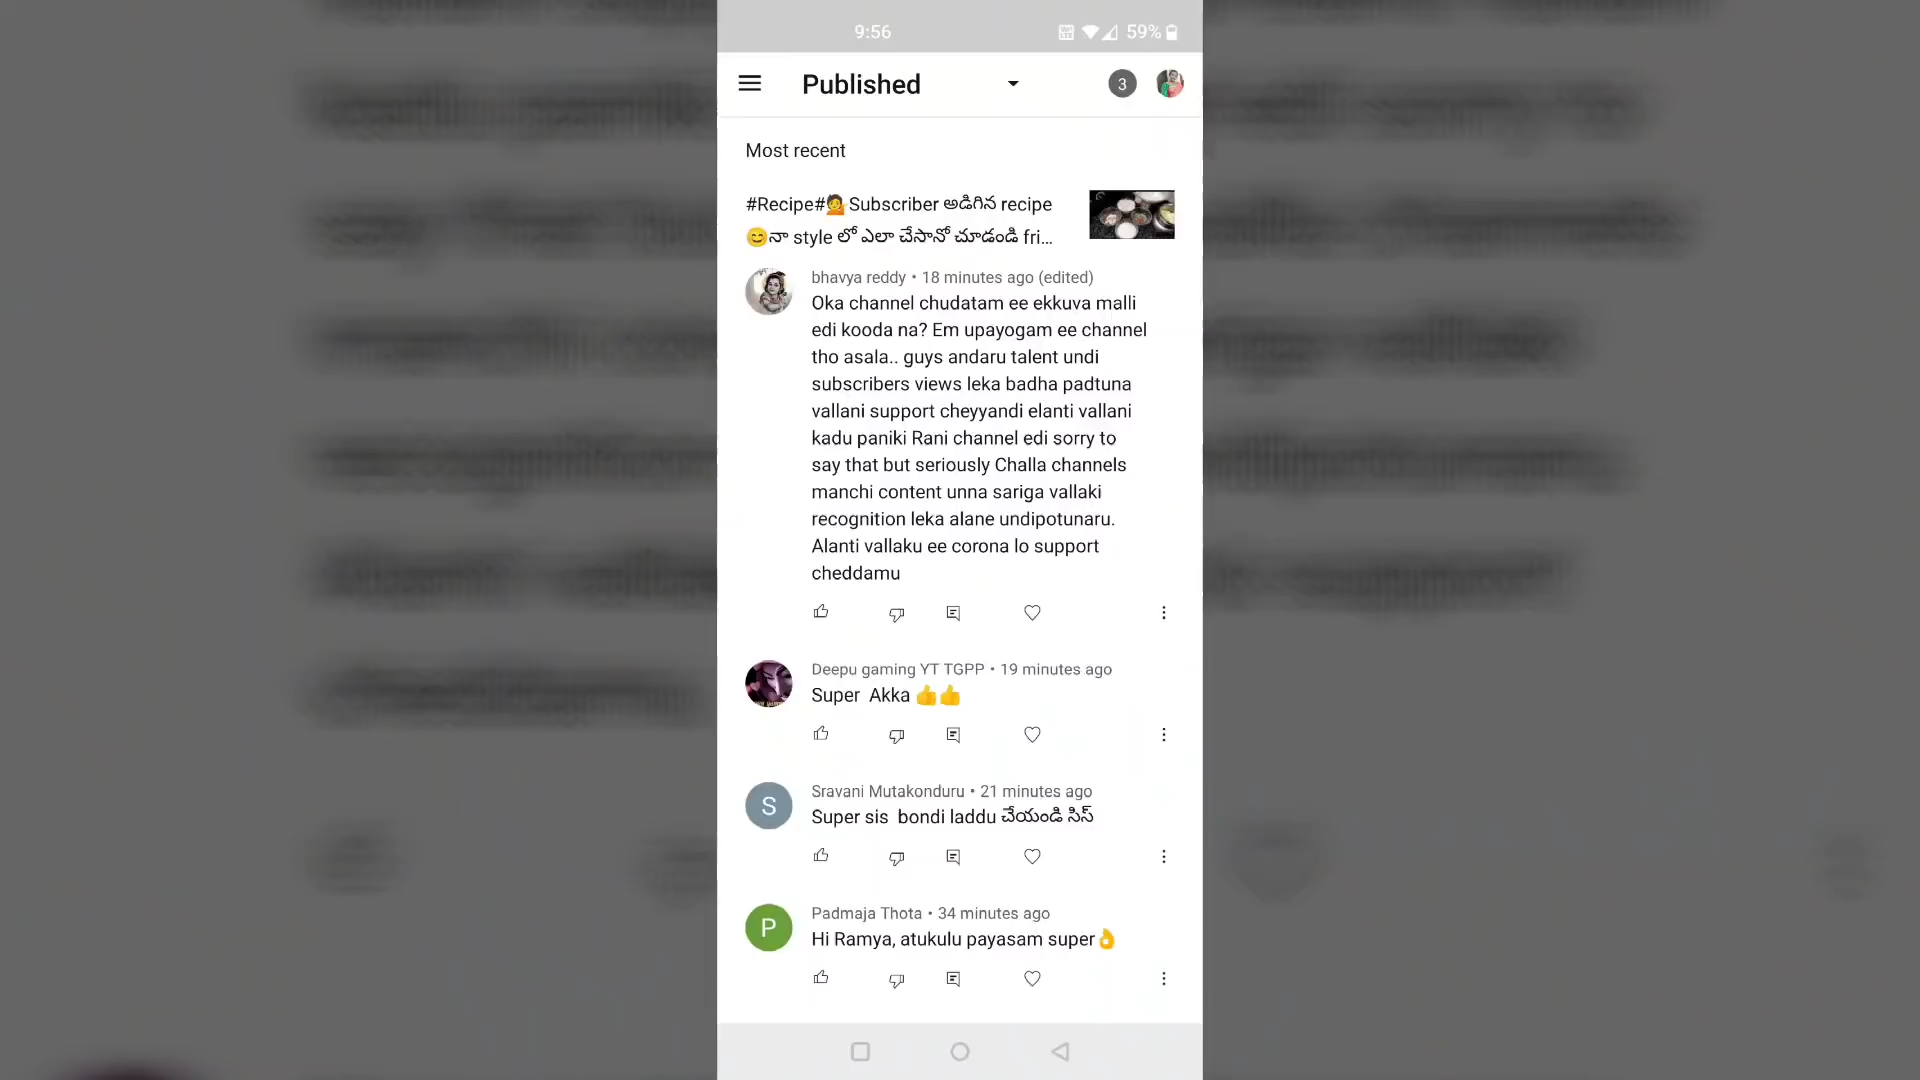 9:56
59%
Published
3
Most recent
#Recipe#💁Subscriber అడిగిన recipe
😊నా style లో ఎలా చేసానో చూడండి fri...
bhavya reddy • 18 minutes ago (edited)
Oka channel chudatam ee ekkuva malli
edi kooda na? Em upayogam ee channel
tho asala.. guys andaru talent undi
subscribers views leka badha padtuna
vallani support cheyyandi elanti vallani
kadu paniki Rani channel edi sorry to
say that but seriously Challa channels
manchi content unna sariga vallaki
recognition leka alane undipotunaru.
Alanti vallaku ee corona lo support
cheddamu
Deepu gaming YT TGPP • 19 minutes ago
Super Akka 👍👍
S
Sravani Mutakonduru • 21 minutes ago
Super sis bondi laddu చేయండి సిస్
P
Padmaja Thota • 34 minutes ago
Hi Ramya, atukulu payasam super👌